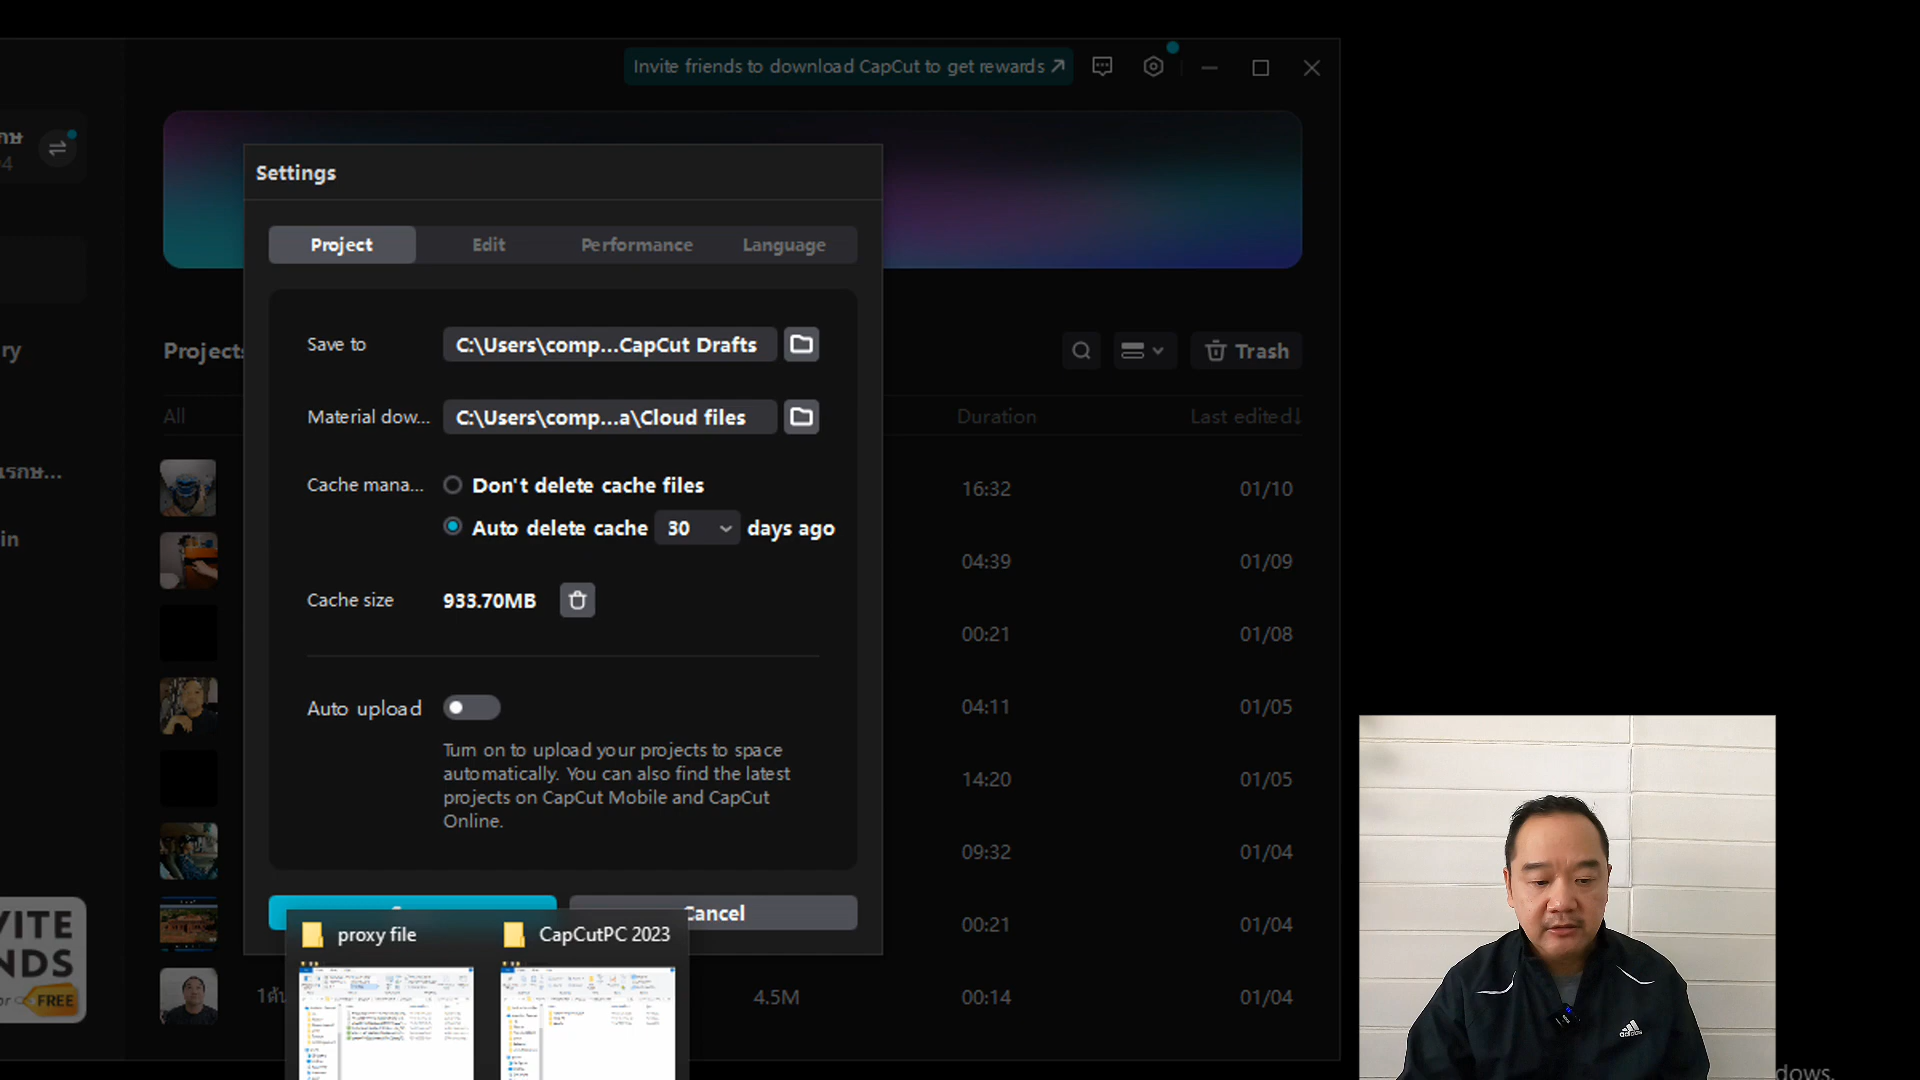 Invite friends to download CapCut to get rewards
Settings
Project Edit Performance Language
Save to C:\Users\comp...CapCut Drafts
Material dow... C:\Users\comp...a\Cloud files
Cache mana... Don't delete cache files
Auto delete cache 30 days ago
Cache size 933.70MB
Auto upload
Turn on to upload your projects to space
automatically. You can also find the latest
projects on CapCut Mobile and CapCut
Online.
Cancel
Projects
Trash
All Duration Last edited
16:32 01/10
04:39 01/09
00:21 01/08
04:11 01/05
14:20 01/05
09:32 01/04
00:21 01/04
4.5M 00:14 01/04
proxy file
CapCutPC 2023
FREE
adidas